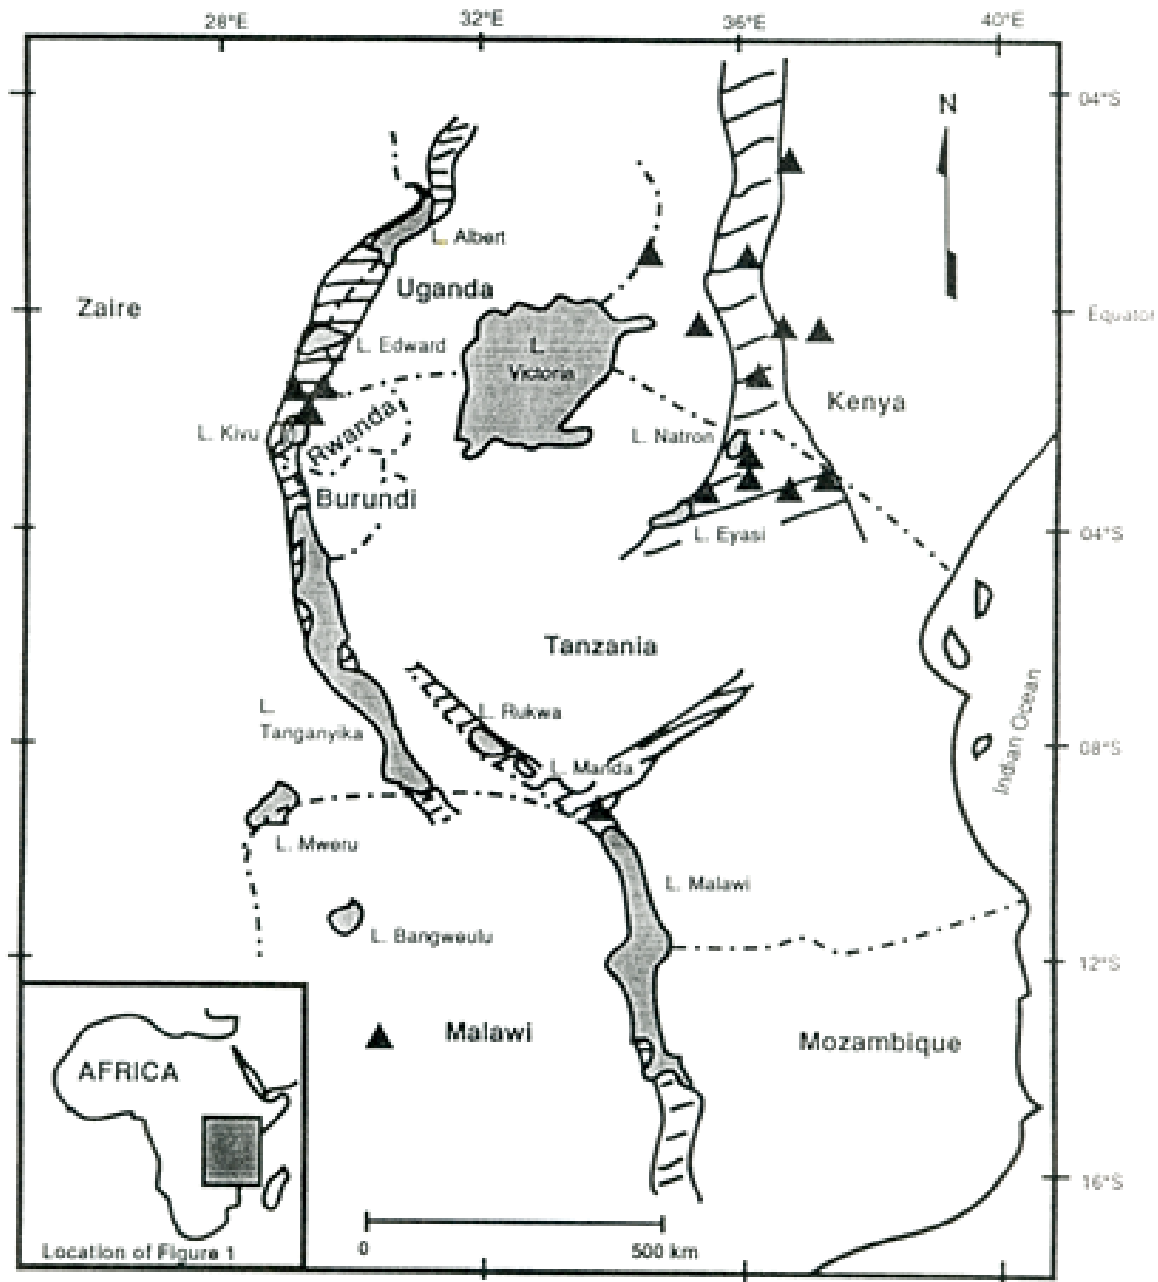 28°E 32°E 36°E 40°E
04°S
N
L. Albert
Uganda
Zaire
Equator
L. Edward
L.
Victoria
Kenya
L. Kivu
Rwanda
L. Natron
Burundi
04°S
L. Eyasi
Tanzania
L.
Tanganyika
L. Rukwa
Indian Ocean
08°S
L. Manda
L. Mweru
L. Malawi
L. Bangweulu
12°S
Malawi
Mozambique
AFRICA
16°S
Location of Figure 1
0 500 km